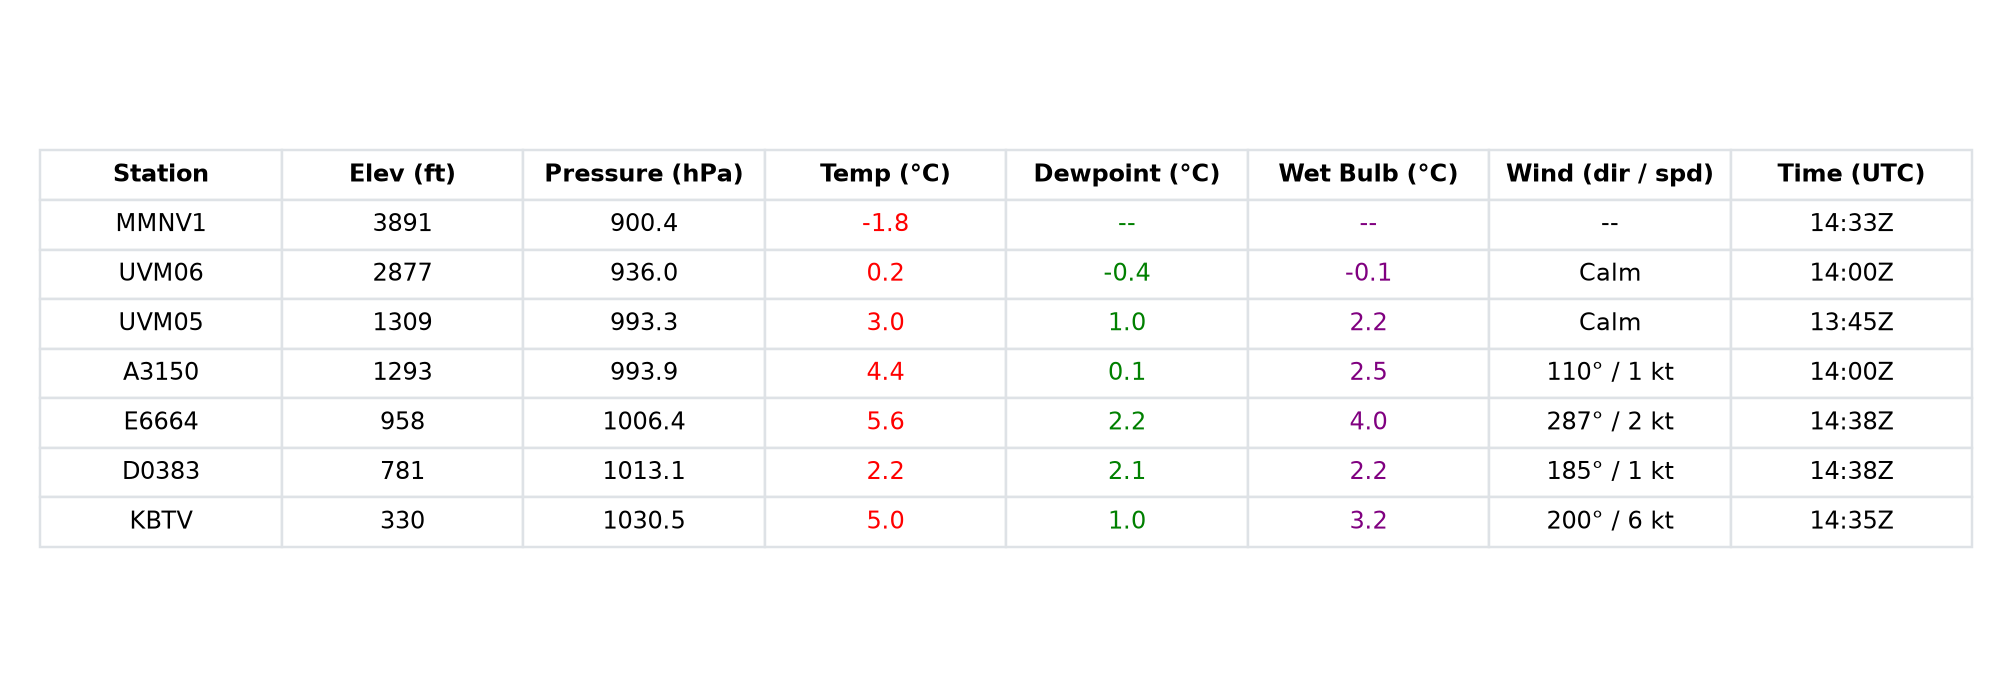 Station Elev (ft) Pressure (hPa) Temp (°C) Dewpoint (°C) Wet Bulb (°C) Wind (dir / spd) Time (UTC)
MMNV1 3891 900.4 -1.8 -- -- -- 14:33Z
UVM06 2877 936.0 0.2 -0.4 -0.1 Calm 14:00Z
UVM05 1309 993.3 3.0 1.0 2.2 Calm 13:45Z
A3150 1293 993.9 4.4 0.1 2.5 110° / 1 kt 14:00Z
E6664 958 1006.4 5.6 2.2 4.0 287° / 2 kt 14:38Z
D0383 781 1013.1 2.2 2.1 2.2 185° / 1 kt 14:38Z
KBTV 330 1030.5 5.0 1.0 3.2 200° / 6 kt 14:35Z